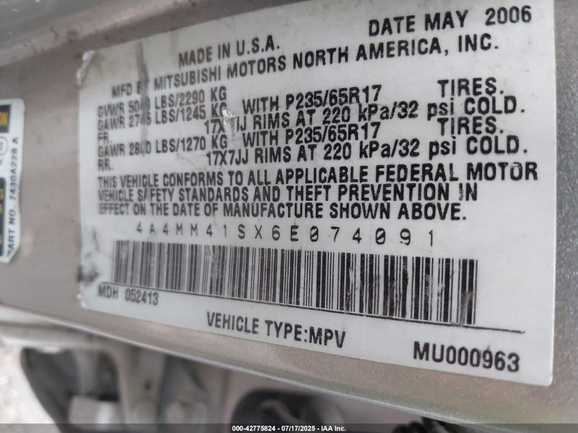 DATE MAY 2006
MADE IN U.S.A.
MFD BY MITSUBISHI MOTORS NORTH AMERICA, INC.
GVWR 5048 LBS/2290 KG
GAWR 2745 LBS/1245 KG WITH P235/65R17 TIRES.
FR. 17X7JJ RIMS AT 220 kPa/32 psi COLD.
GAWR 2800 LBS/1270 KG WITH P235/65R17 TIRES.
RR. 17X7JJ RIMS AT 220 kPa/32 psi COLD.
THIS VEHICLE CONFORMS TO ALL APPLICABLE FEDERAL MOTOR
VEHICLE SAFETY STANDARDS AND THEFT PREVENTION IN
EFFECT ON THE DATE OF MANUFACTURE SHOWN ABOVE.
4A4MM41SX6E074091
MDH 052413
VEHICLE TYPE:MPV
MU000963
PART NO.
000-42775824 | 07/17/2025 - IAA Inc.